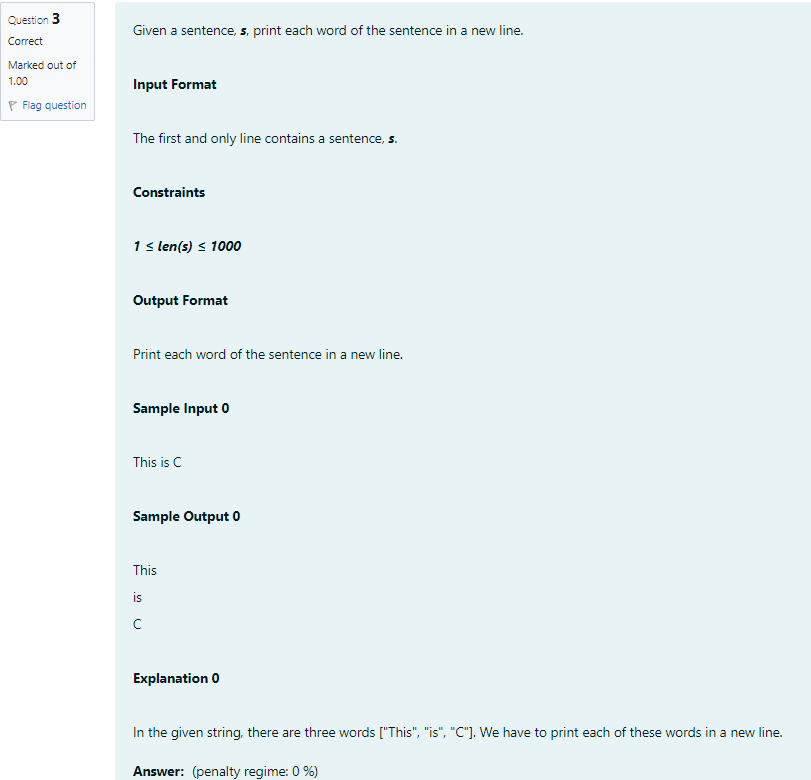 Question 3
Correct
Marked out of
1.00
Flag question
Given a sentence, s, print each word of the sentence in a new line.
Input Format
The first and only line contains a sentence, s.
Constraints
1 ≤ len(s) ≤ 1000
Output Format
Print each word of the sentence in a new line.
Sample Input 0
This is C
Sample Output 0
This
is
C
Explanation 0
In the given string, there are three words ["This", "is", "C"]. We have to print each of these words in a new line.
Answer: (penalty regime: 0 %)